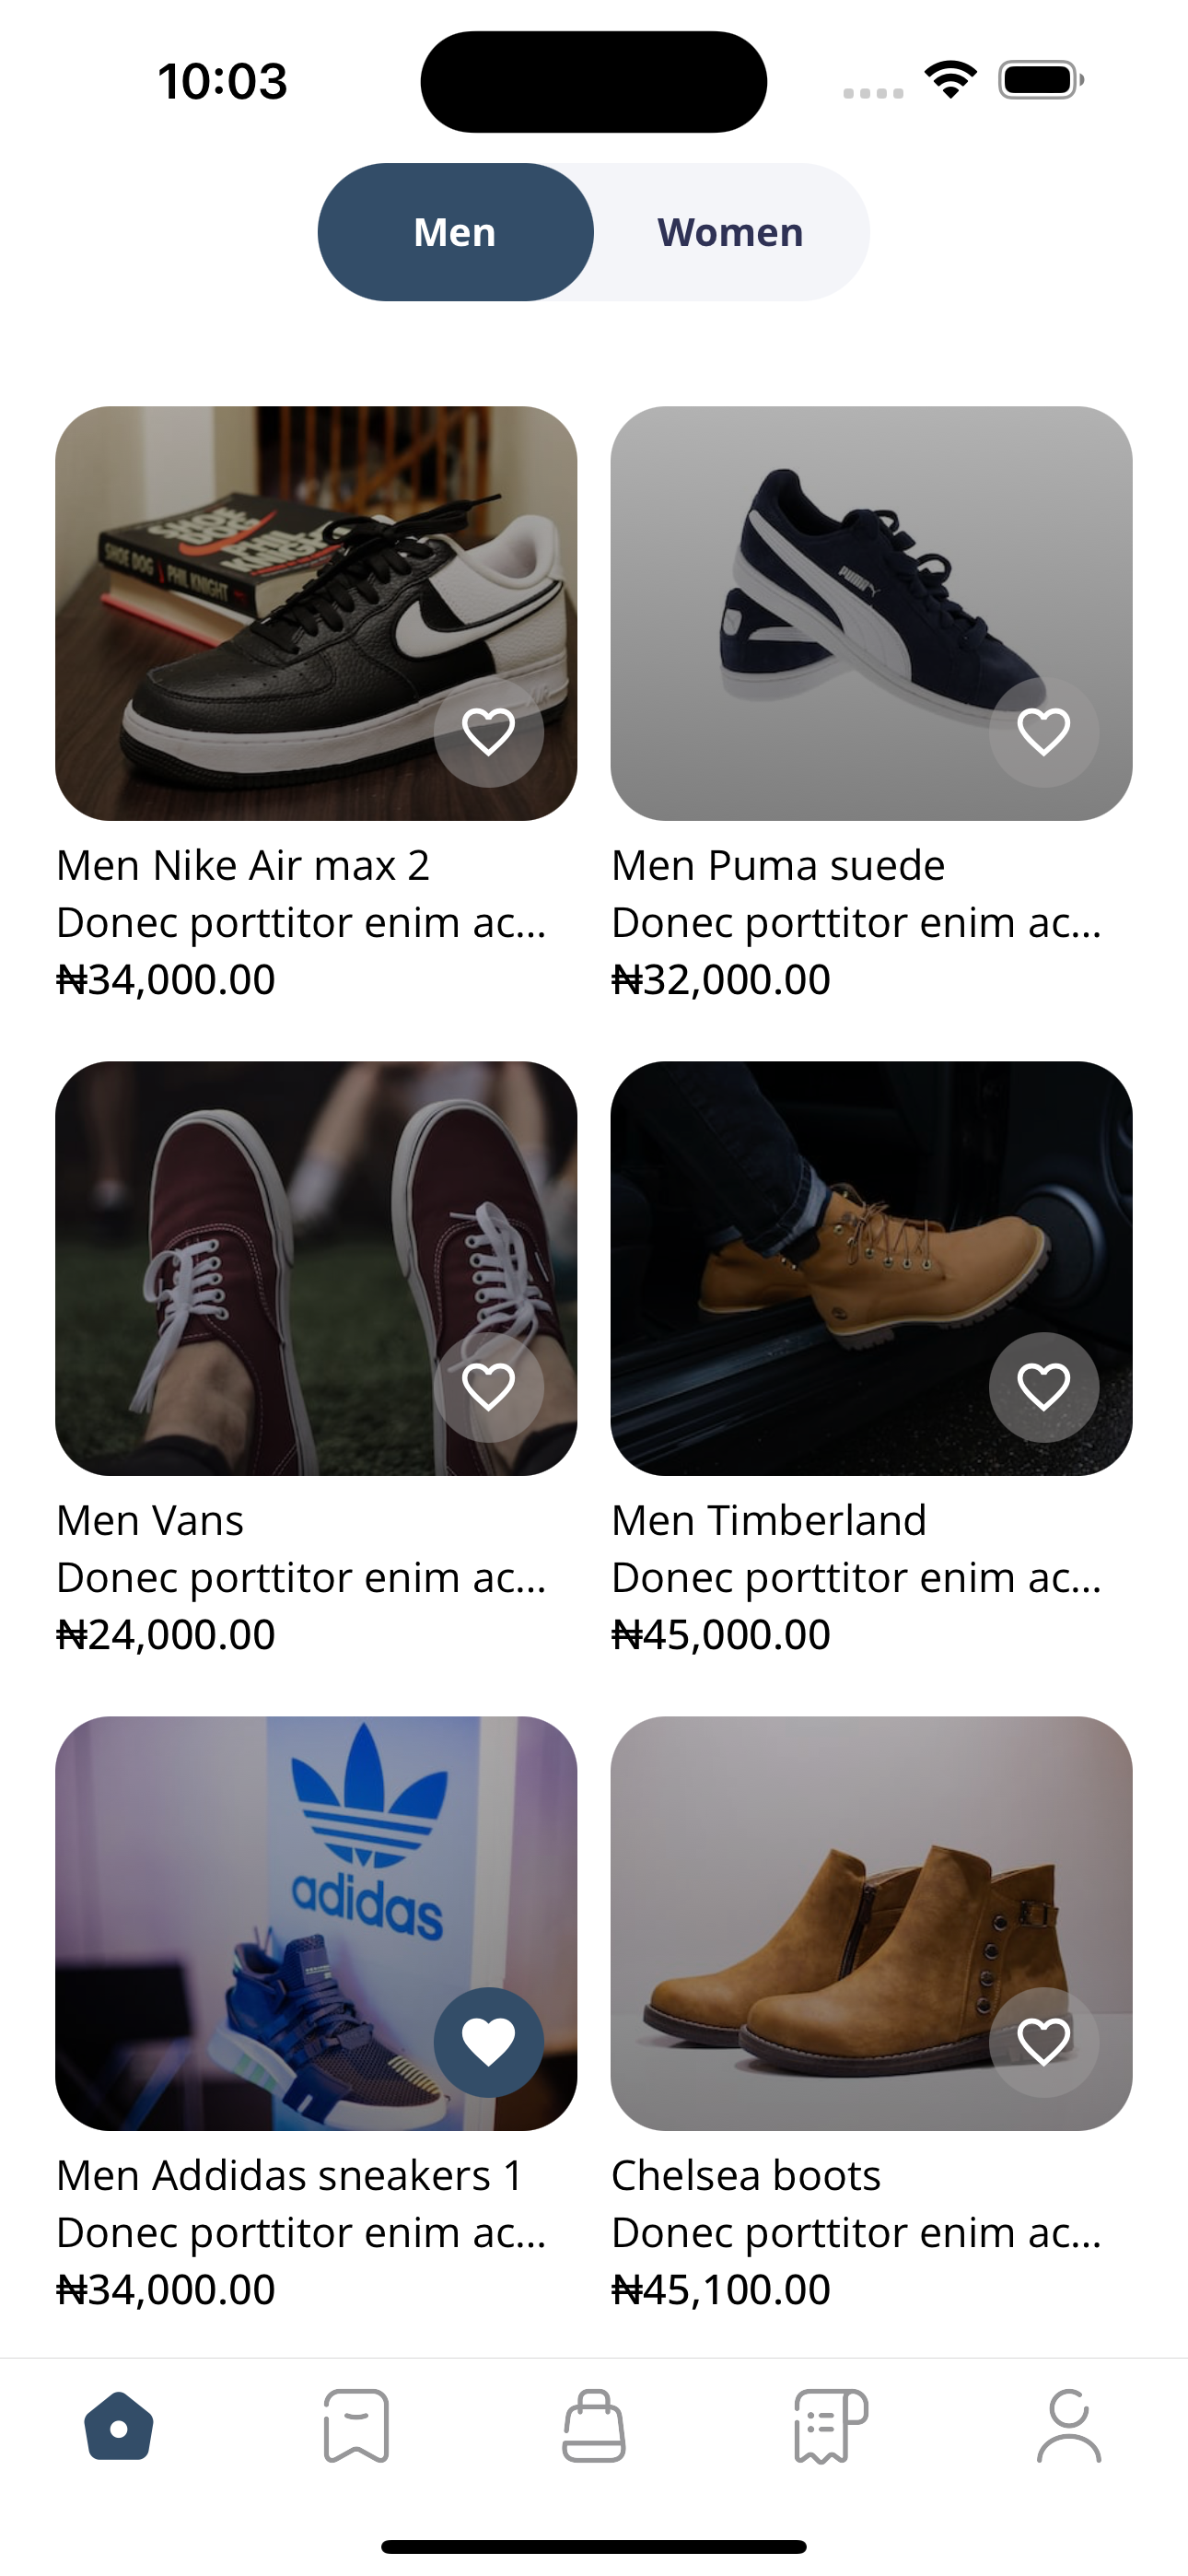 10:03
Men
Women
SHOE DOG PHIL KNIGHT
PUMA
Men Nike Air max 2
Donec porttitor enim ac...
₦34,000.00
Men Puma suede
Donec porttitor enim ac...
₦32,000.00
Men Vans
Donec porttitor enim ac...
₦24,000.00
Men Timberland
Donec porttitor enim ac...
₦45,000.00
adidas
Men Addidas sneakers 1
Donec porttitor enim ac...
₦34,000.00
Chelsea boots
Donec porttitor enim ac...
₦45,100.00